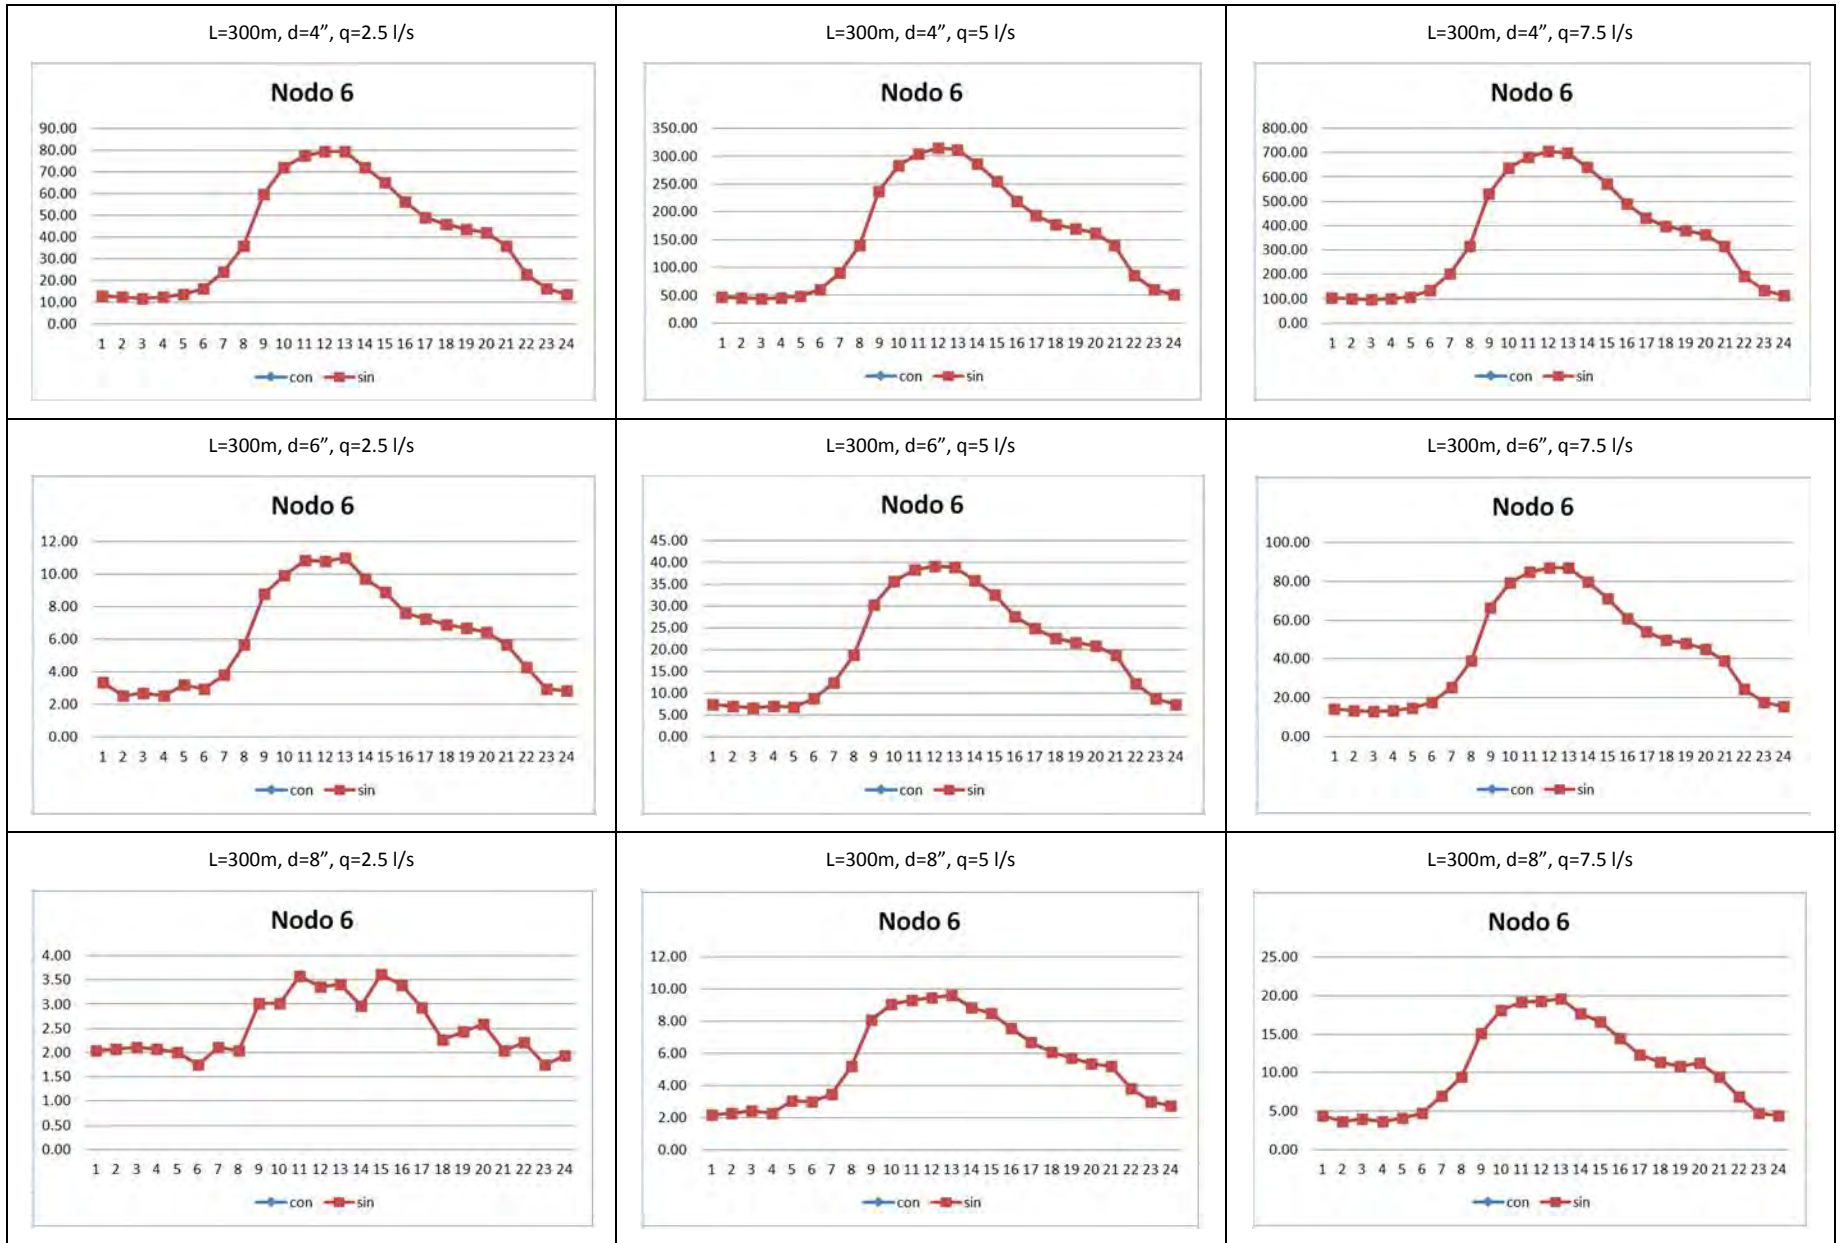 L=300m, d=4”, q=2.5 l/s
Nodo 6
90.00
80.00
70.00
60.00
50.00
40.00
30.00
20.00
10.00
0.00
1 2 3 4 5 6 7 8 9 10 11 12 13 14 15 16 17 18 19 20 21 22 23 24
con sin
L=300m, d=4”, q=5 l/s
Nodo 6
350.00
300.00
250.00
200.00
150.00
100.00
50.00
0.00
1 2 3 4 5 6 7 8 9 10 11 12 13 14 15 16 17 18 19 20 21 22 23 24
con sin
L=300m, d=4”, q=7.5 l/s
Nodo 6
800.00
700.00
600.00
500.00
400.00
300.00
200.00
100.00
0.00
1 2 3 4 5 6 7 8 9 10 11 12 13 14 15 16 17 18 19 20 21 22 23 24
con sin
L=300m, d=6”, q=2.5 l/s
Nodo 6
12.00
10.00
8.00
6.00
4.00
2.00
0.00
1 2 3 4 5 6 7 8 9 10 11 12 13 14 15 16 17 18 19 20 21 22 23 24
con sin
L=300m, d=6”, q=5 l/s
Nodo 6
45.00
40.00
35.00
30.00
25.00
20.00
15.00
10.00
5.00
0.00
1 2 3 4 5 6 7 8 9 10 11 12 13 14 15 16 17 18 19 20 21 22 23 24
con sin
L=300m, d=6”, q=7.5 l/s
Nodo 6
100.00
80.00
60.00
40.00
20.00
0.00
1 2 3 4 5 6 7 8 9 10 11 12 13 14 15 16 17 18 19 20 21 22 23 24
con sin
L=300m, d=8”, q=2.5 l/s
Nodo 6
4.00
3.50
3.00
2.50
2.00
1.50
1.00
0.50
0.00
1 2 3 4 5 6 7 8 9 10 11 12 13 14 15 16 17 18 19 20 21 22 23 24
con sin
L=300m, d=8”, q=5 l/s
Nodo 6
12.00
10.00
8.00
6.00
4.00
2.00
0.00
1 2 3 4 5 6 7 8 9 10 11 12 13 14 15 16 17 18 19 20 21 22 23 24
con sin
L=300m, d=8”, q=7.5 l/s
Nodo 6
25.00
20.00
15.00
10.00
5.00
0.00
1 2 3 4 5 6 7 8 9 10 11 12 13 14 15 16 17 18 19 20 21 22 23 24
con sin